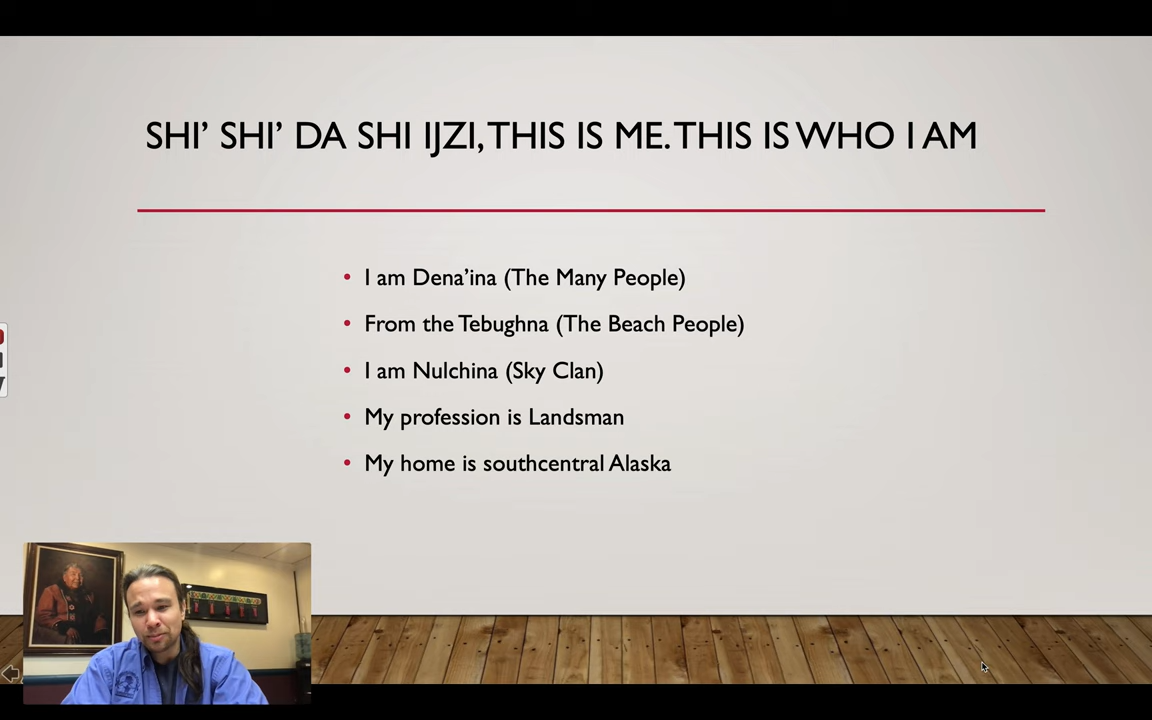 SHI’ SHI’ DA SHI IJZI, THIS IS ME. THIS IS WHO I AM
• I am Dena’ina (The Many People)
• From the Tebughna (The Beach People)
• I am Nulchina (Sky Clan)
• My profession is Landsman
• My home is southcentral Alaska